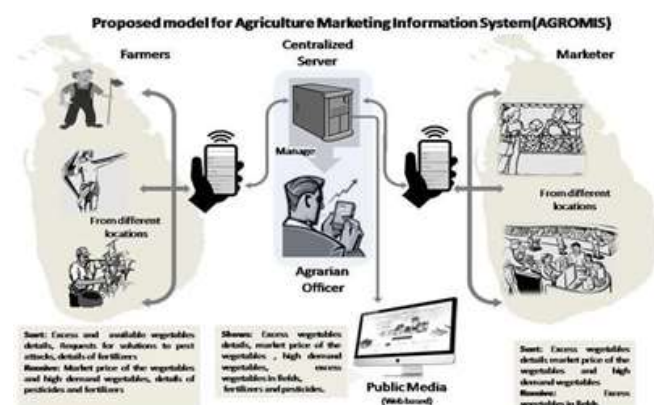 Proposed model for Agriculture Marketing Information System(AGROMIS)
Farmers
Centralized
Server
Marketer
Manage
From different
locations
From different
locations
Agrarian
Officer
Public Media
(Web based)
Sent: Excess and available vegetables
details, Requests for solutions to pest
attacks, details of fertilizers
Receive: Market price of the vegetables
and high demand vegetables, details of
pesticides and fertilizers
Shows: Excess vegetables
details, market price of the
vegetables , high demand
vegetables, excess
vegetables in fields,
fertilizers and pesticides,
Sent: Excess vegetables
details market price of the
vegetables and high
demand vegetables
Receive: Excess
vegetables in fields